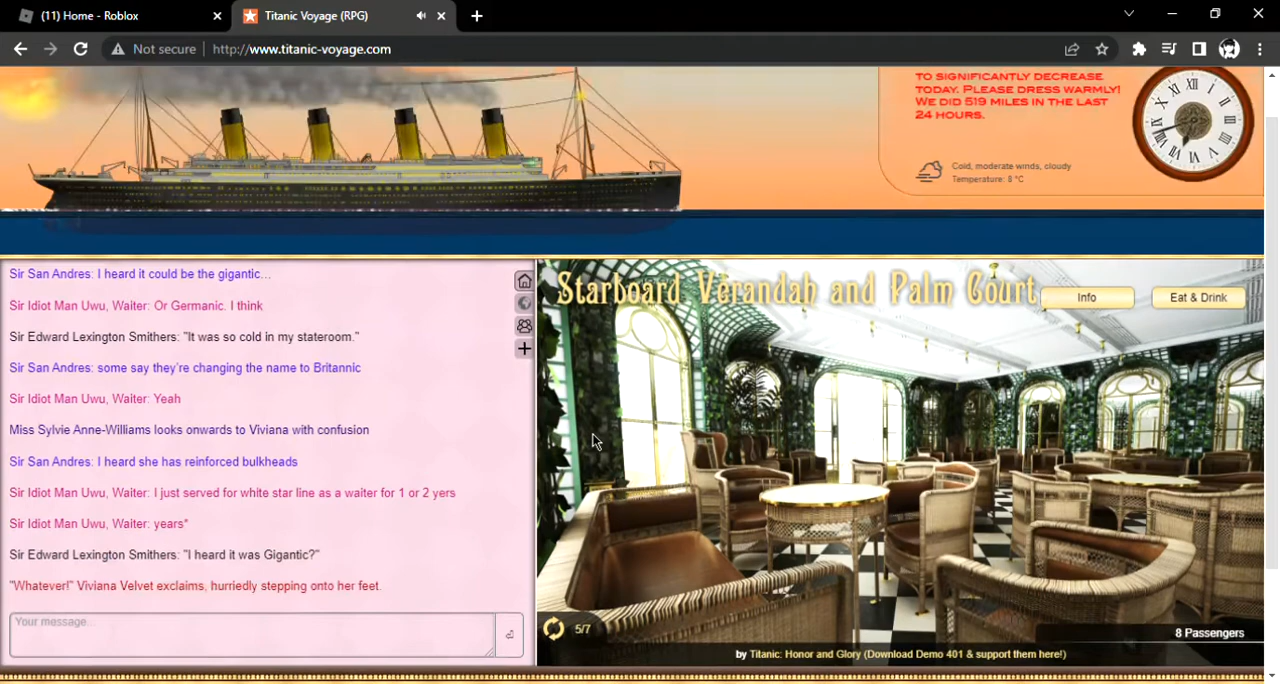 (11) Home - Roblox
Titanic Voyage (RPG)
Not secure
http://www.titanic-voyage.com
TO SIGNIFICANTLY DECREASE
TODAY. PLEASE DRESS WARMLY!
WE DID 519 MILES IN THE LAST
24 HOURS.
Cold, moderate winds, cloudy
Temperature: 8 °C
Sir San Andres: I heard it could be the gigantic...
Sir Idiot Man Uwu, Waiter: Or Germanic. I think
Sir Edward Lexington Smithers: "It was so cold in my stateroom."
Sir San Andres: some say they're changing the name to Britannic
Sir Idiot Man Uwu, Waiter: Yeah
Miss Sylvie Anne-Williams looks onwards to Viviana with confusion
Sir San Andres: I heard she has reinforced bulkheads
Sir Idiot Man Uwu, Waiter: I just served for white star line as a waiter for 1 or 2 yers
Sir Idiot Man Uwu, Waiter: years*
Sir Edward Lexington Smithers: "I heard it was Gigantic?"
"Whatever!" Viviana Velvet exclaims, hurriedly stepping onto her feet.
Your message...
Starboard Verandah and Palm Court
Info
Eat & Drink
5/7
8 Passengers
by Titanic: Honor and Glory (Download Demo 401 & support them here!)